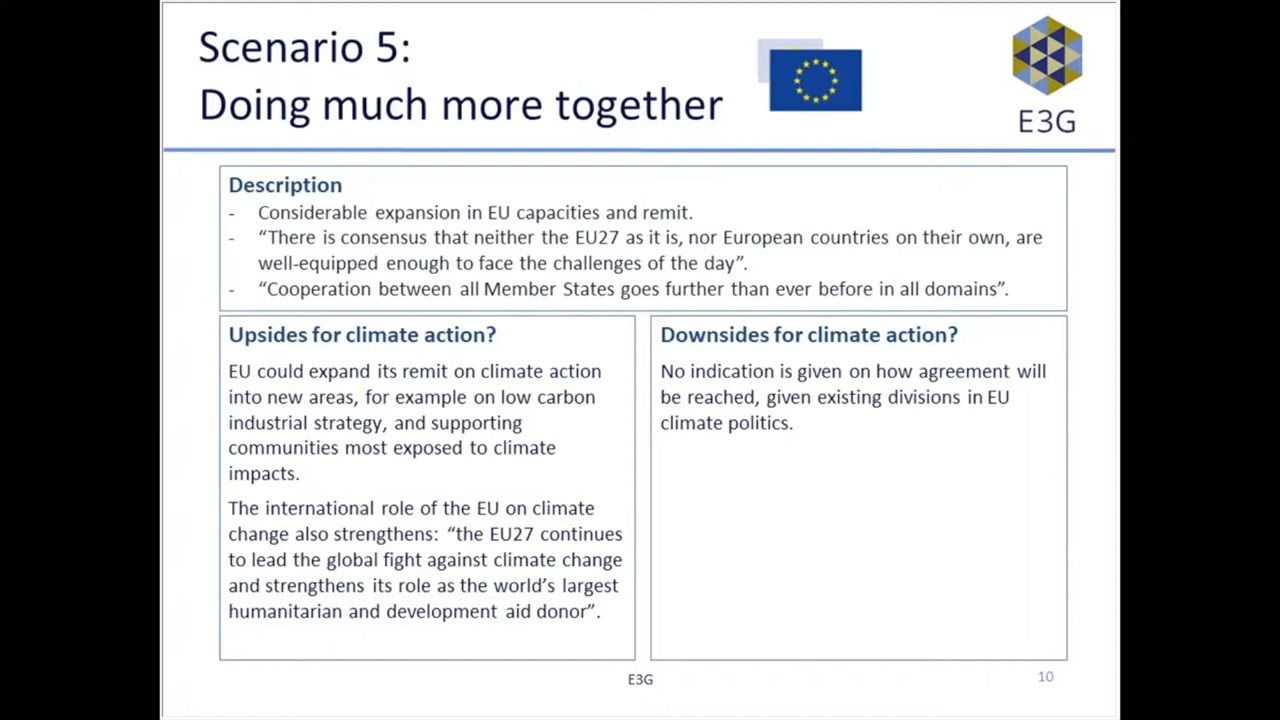 Scenario 5:
Doing much more together
E3G
Description
- Considerable expansion in EU capacities and remit.
- “There is consensus that neither the EU27 as it is, nor European countries on their own, are
well-equipped enough to face the challenges of the day”.
- “Cooperation between all Member States goes further than ever before in all domains”.
Upsides for climate action?
EU could expand its remit on climate action
into new areas, for example on low carbon
industrial strategy, and supporting
communities most exposed to climate
impacts.
The international role of the EU on climate
change also strengthens: “the EU27 continues
to lead the global fight against climate change
and strengthens its role as the world’s largest
humanitarian and development aid donor”.
Downsides for climate action?
No indication is given on how agreement will
be reached, given existing divisions in EU
climate politics.
E3G
10